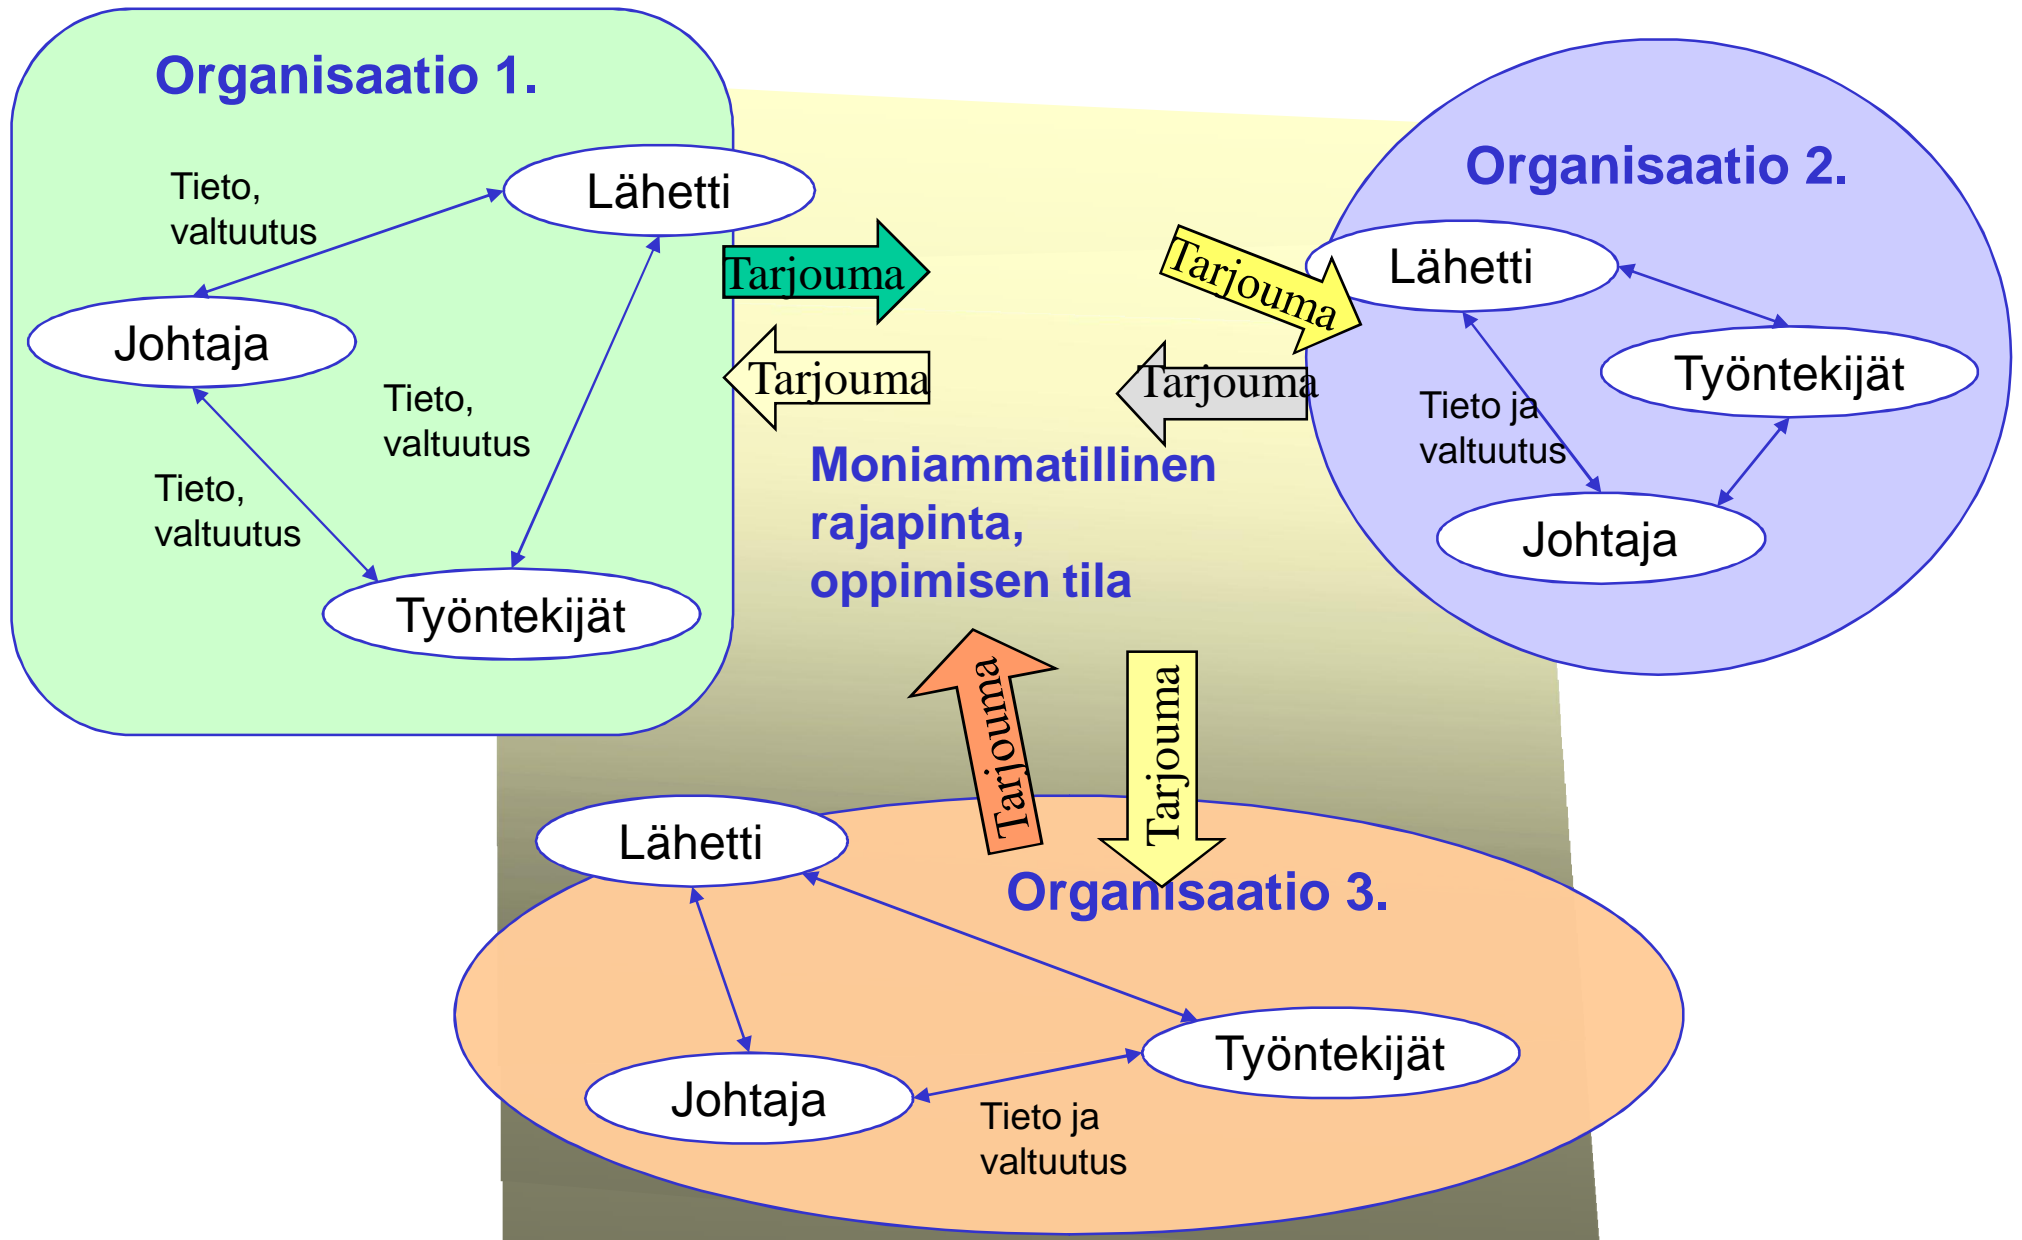 Organisaatio 1.
Tieto,
valtuutus
Lähetti
Johtaja
Tieto,
valtuutus
Tieto,
valtuutus
Työntekijät
Tarjouma
Tarjouma
Tarjouma
Tarjouma
Organisaatio 2.
Lähetti
Työntekijät
Tieto ja
valtuutus
Johtaja
Moniammatillinen
rajapinta,
oppimisen tila
Tarjouma
Tarjouma
Lähetti
Organisaatio 3.
Työntekijät
Johtaja
Tieto ja
valtuutus